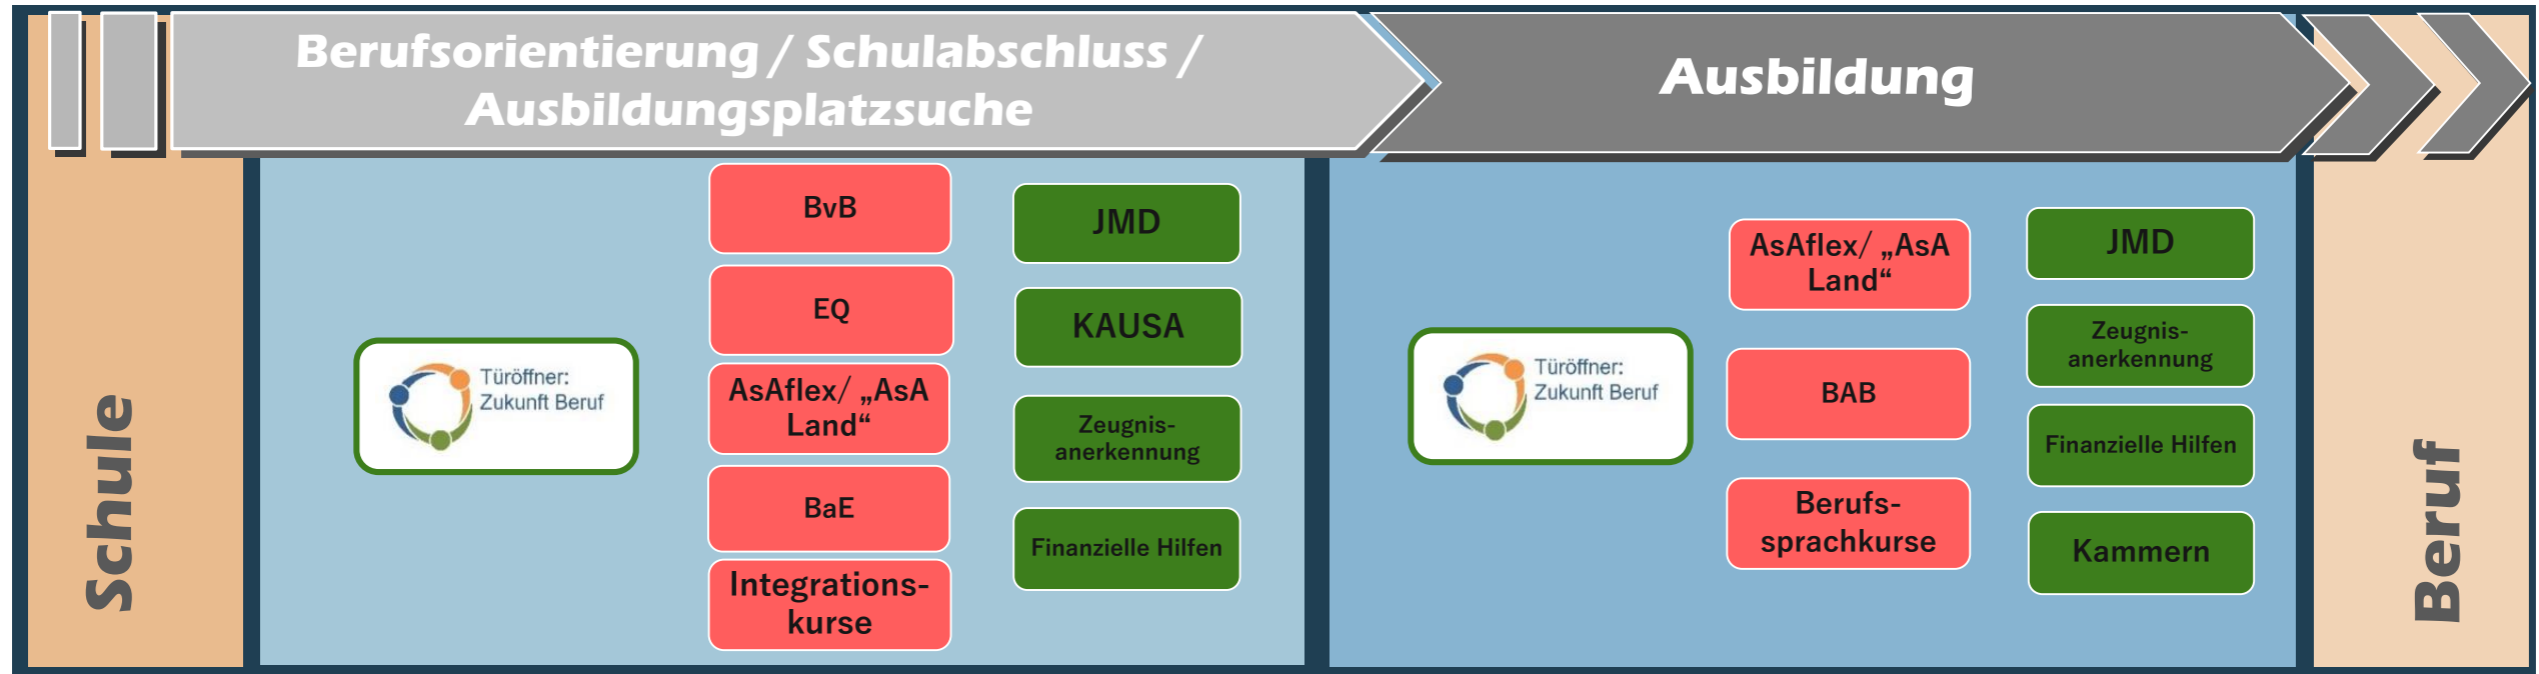 Berufsorientierung / Schulabschluss /
Ausbildungsplatzsuche
Ausbildung
Schule
Türöffner:
Zukunft Beruf
BvB
EQ
AsAflex/ „AsA
Land“
BaE
Integrations-
kurse
JMD
KAUSA
Zeugnis-
anerkennung
Finanzielle Hilfen
Türöffner:
Zukunft Beruf
AsAflex/ „AsA
Land“
BAB
Berufs-
sprachkurse
JMD
Zeugnis-
anerkennung
Finanzielle Hilfen
Kammern
Beruf